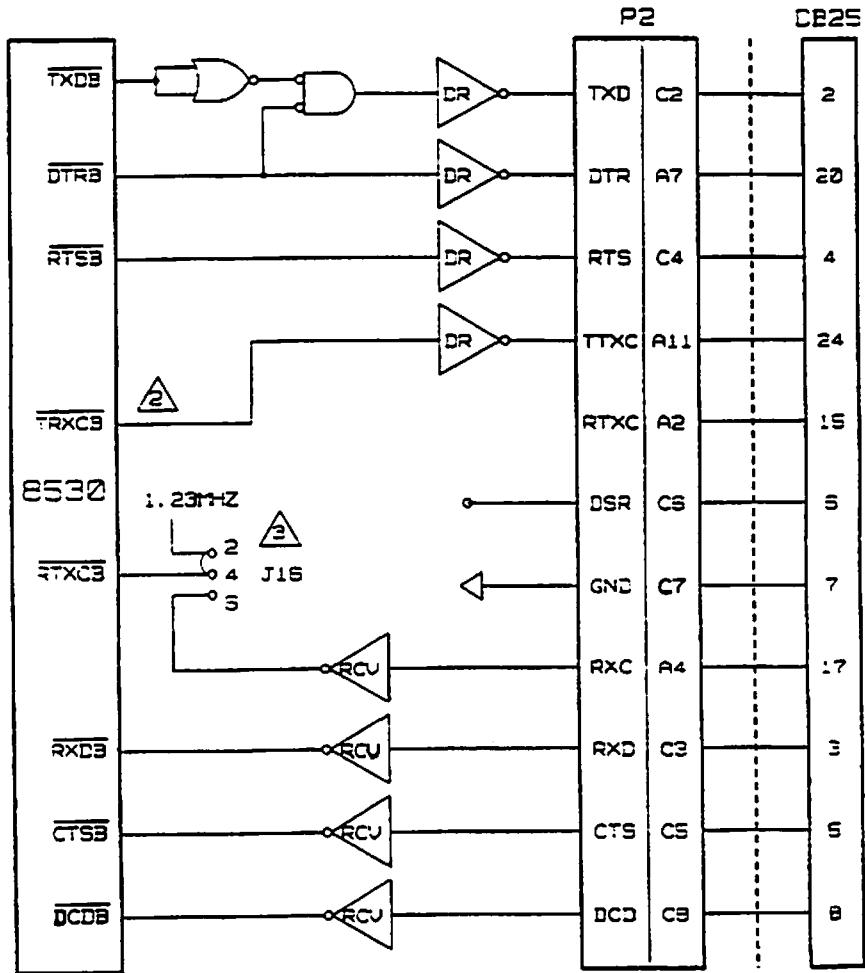 P2 DB25
TXDB DR TXD C2 2
DTRB DR DTR A7 20
RTSB DR RTS C4 4
DR TTXC A11 24
TRXCB 2 RTXC A2 15
8530
1.23MHZ DSR C6 6
3
2
RTXCB 4 J16 GND C7 7
RCV RXC A4 17
RXDB RCV RXD C3 3
CTSB RCV CTS C5 5
DCDB RCV DCD C8 8